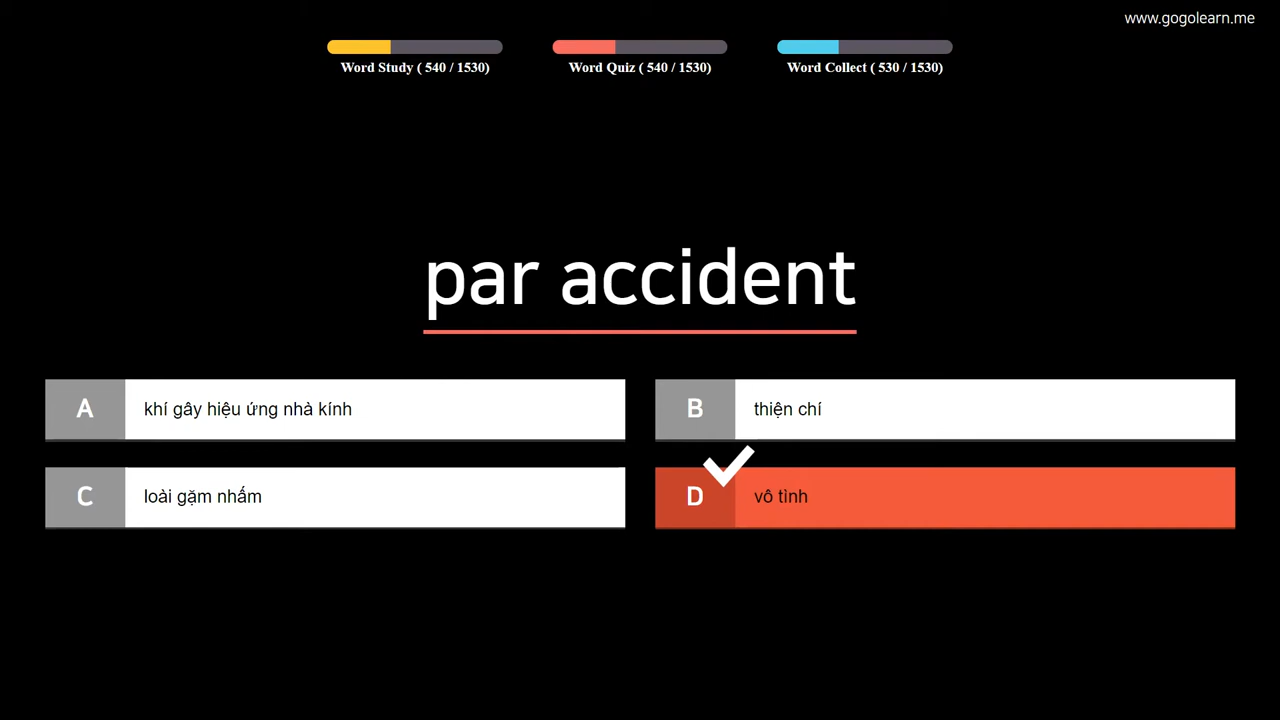 www.gogolearn.me
Word Study ( 540 / 1530)
Word Quiz ( 540 / 1530)
Word Collect ( 530 / 1530)
par accident
A khí gây hiệu ứng nhà kính
B thiện chí
C loài gặm nhấm
D vô tình